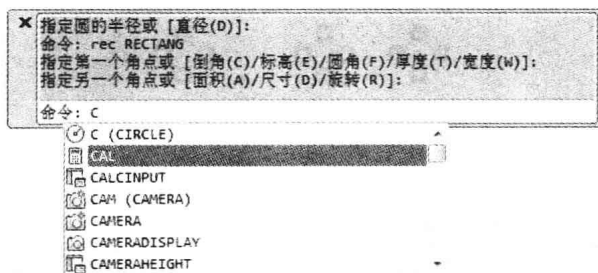 指定圆的半径或 [直径(D)]:
命令: rec RECTANG
指定第一个角点或 [倒角(C)/标高(E)/圆角(F)/厚度(T)/宽度(W)]:
指定另一个角点或 [面积(A)/尺寸(D)/旋转(R)]:
命令: C
C (CIRCLE)
CAL
CALCINPUT
CAM (CAMERA)
CAMERA
CAMERADISPLAY
CAMERAHEIGHT